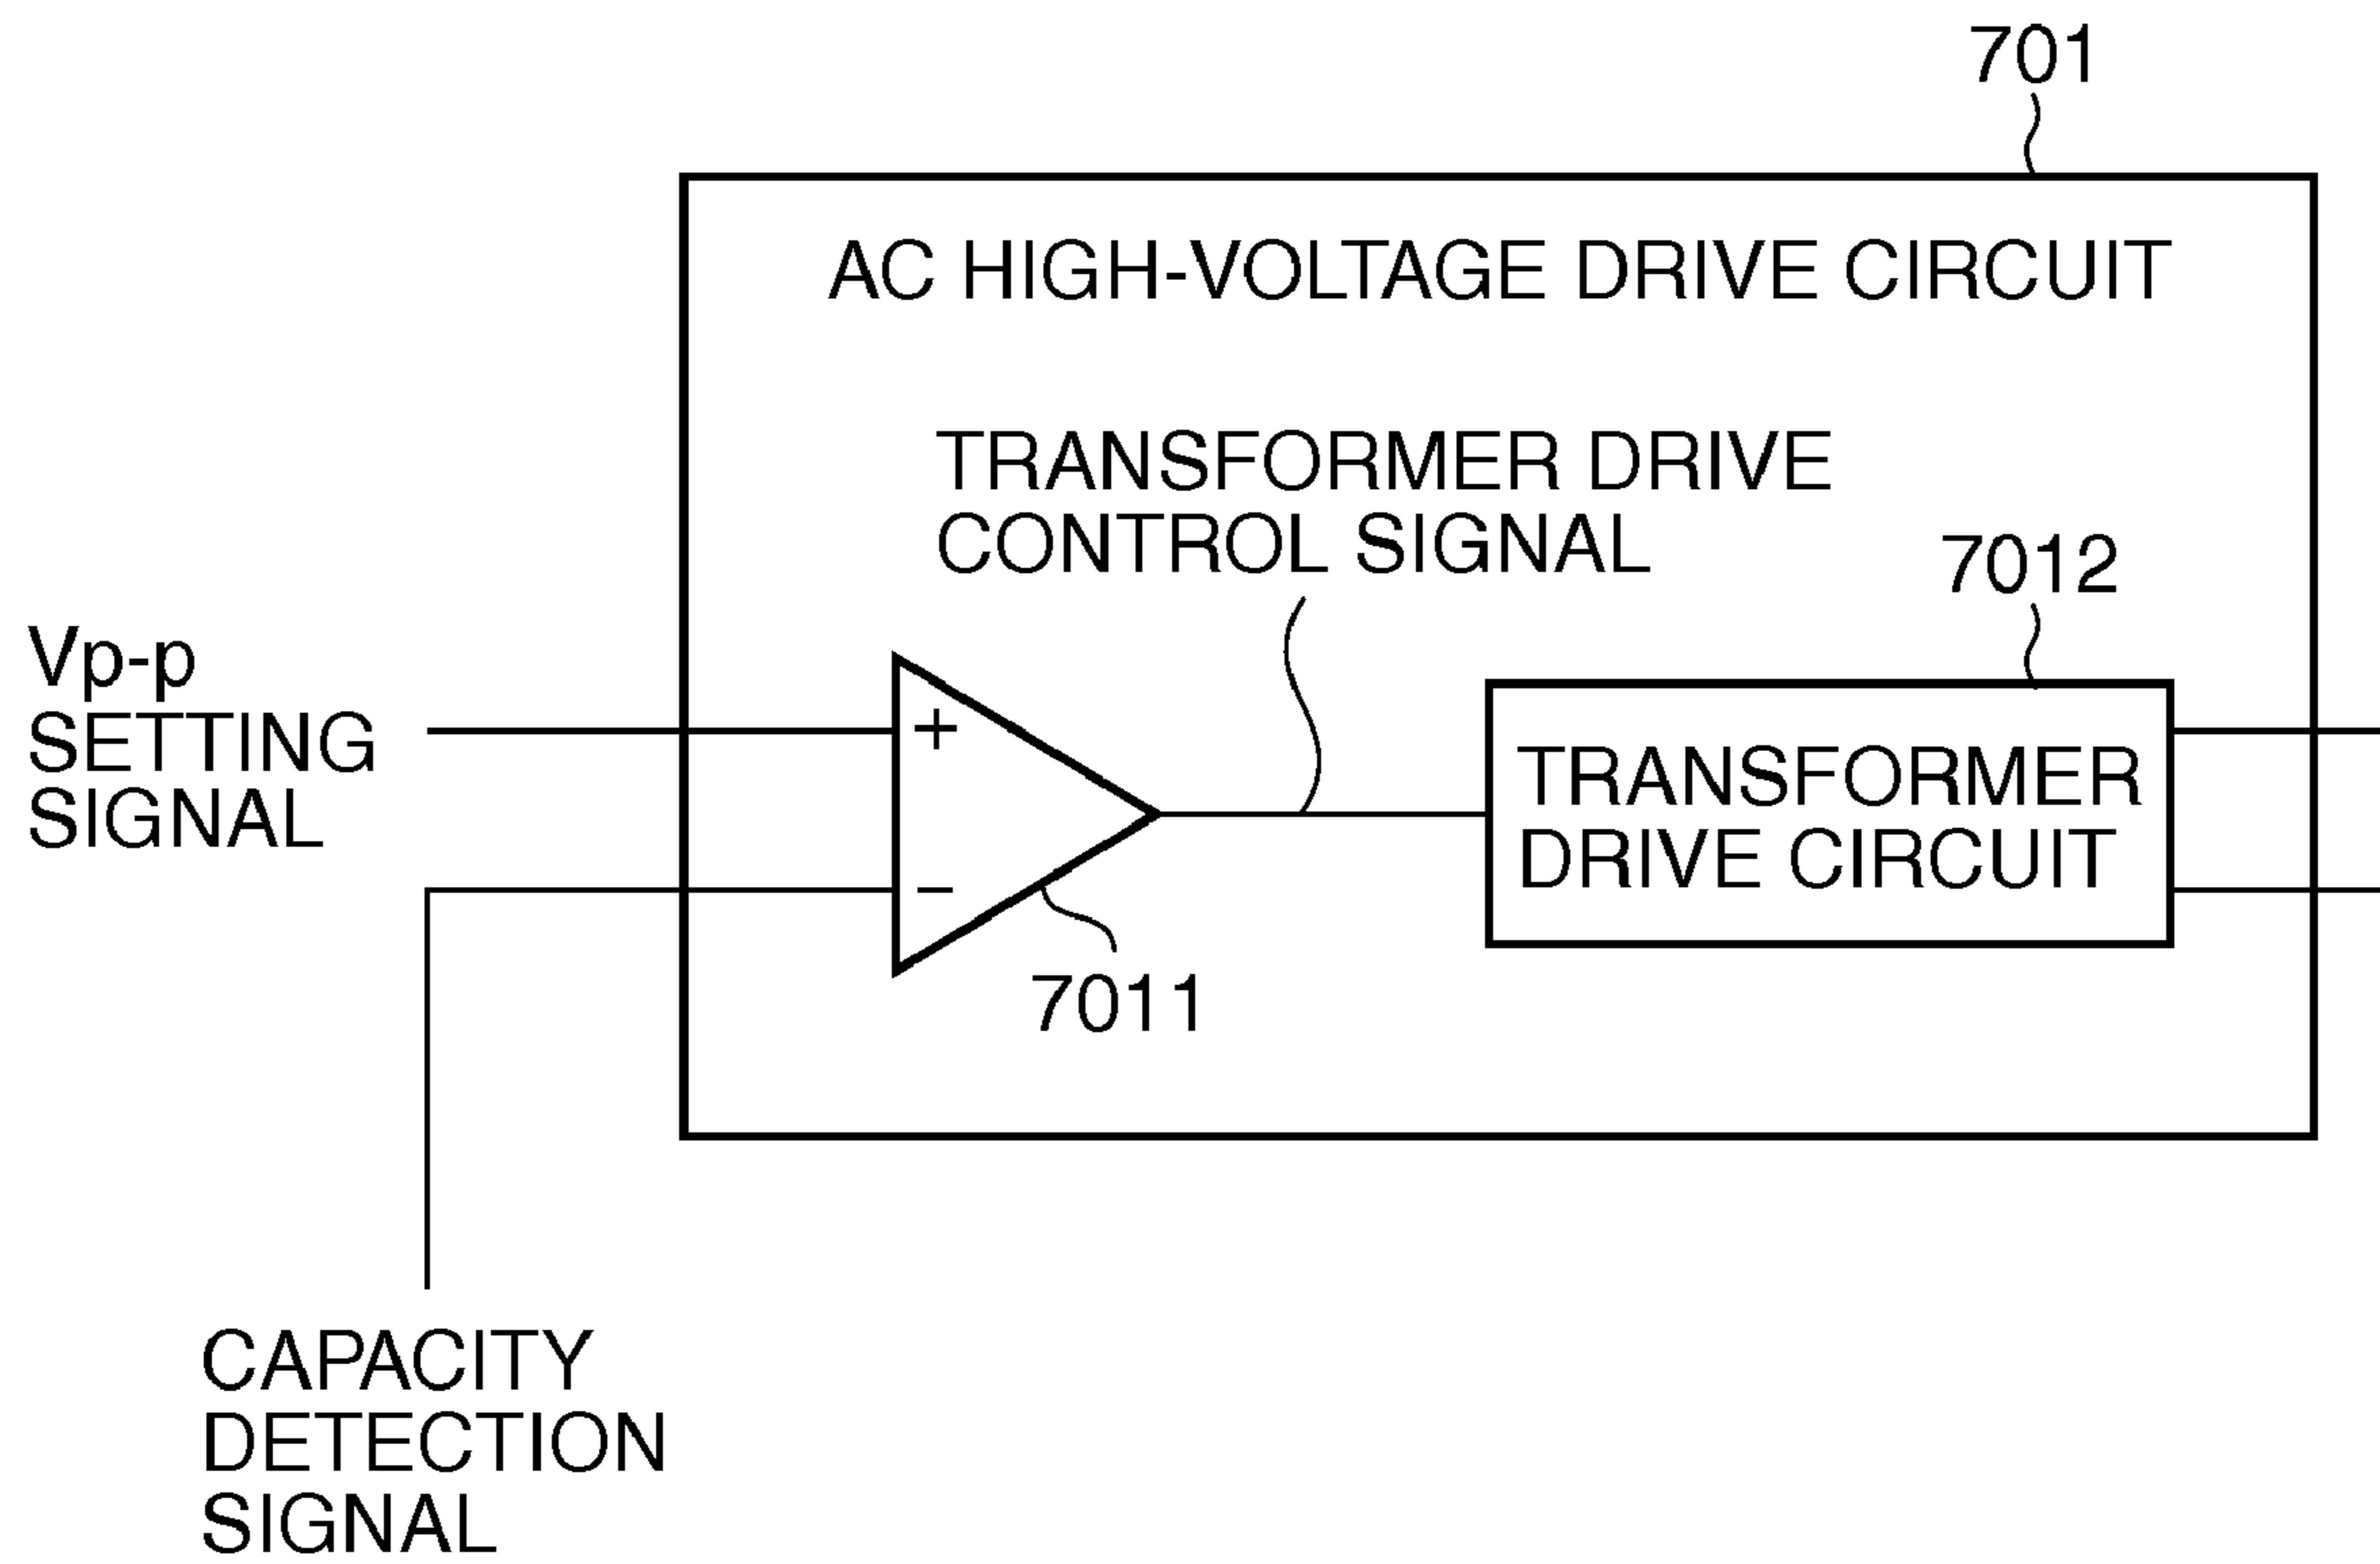 701
AC HIGH-VOLTAGE DRIVE CIRCUIT
TRANSFORMER DRIVE
CONTROL SIGNAL
7012
Vp-p
SETTING
SIGNAL
+
−
TRANSFORMER
DRIVE CIRCUIT
7011
CAPACITY
DETECTION
SIGNAL